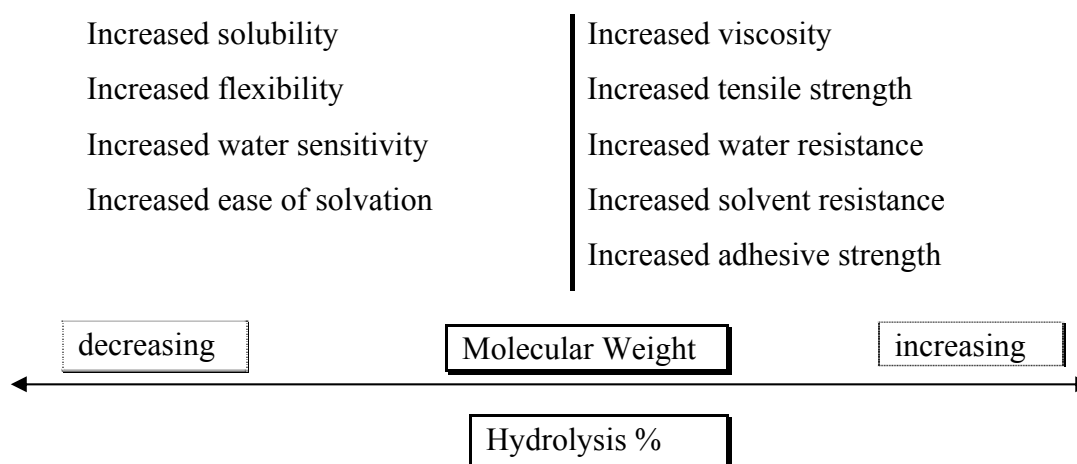 Increased solubility
Increased flexibility
Increased water sensitivity
Increased ease of solvation
Increased viscosity
Increased tensile strength
Increased water resistance
Increased solvent resistance
Increased adhesive strength
decreasing
Molecular Weight
increasing
Hydrolysis %